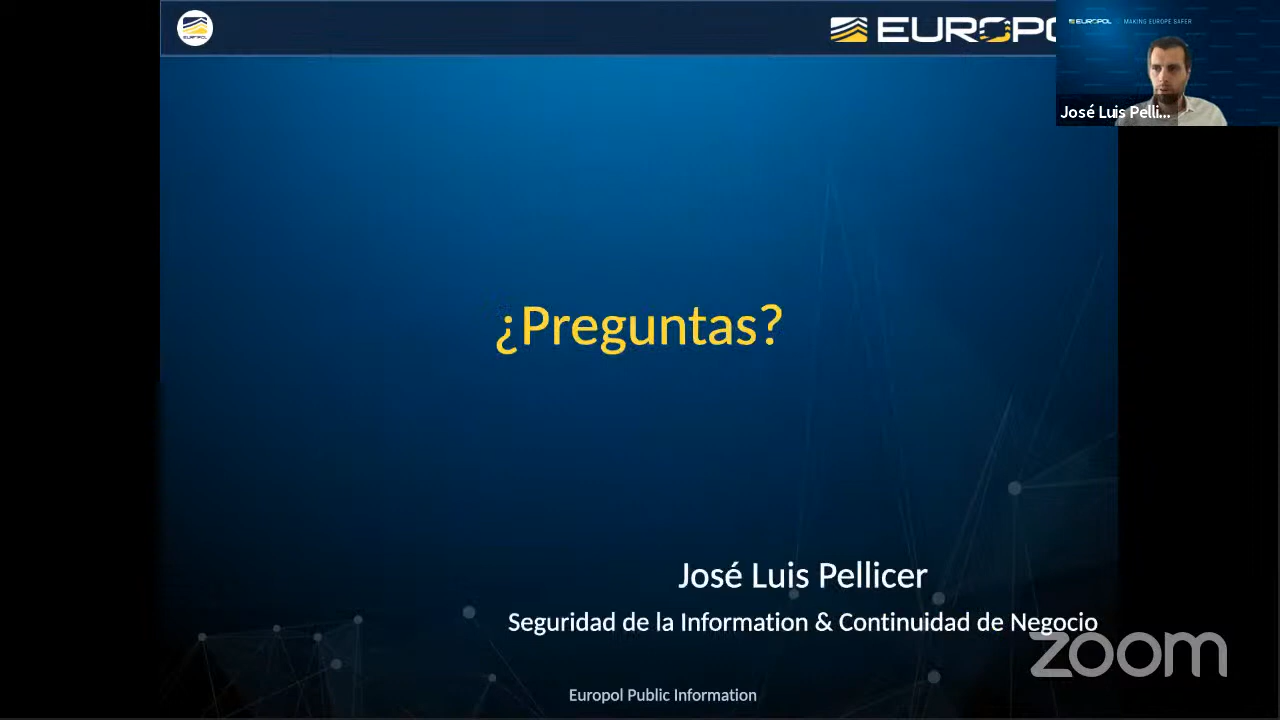 EUROPOL
EUROPO
EUROPOL MAKING EUROPE SAFER
José Luis Pelli...
¿Preguntas?
José Luis Pellicer
Seguridad de la Information & Continuidad de Negocio
zoom
Europol Public Information